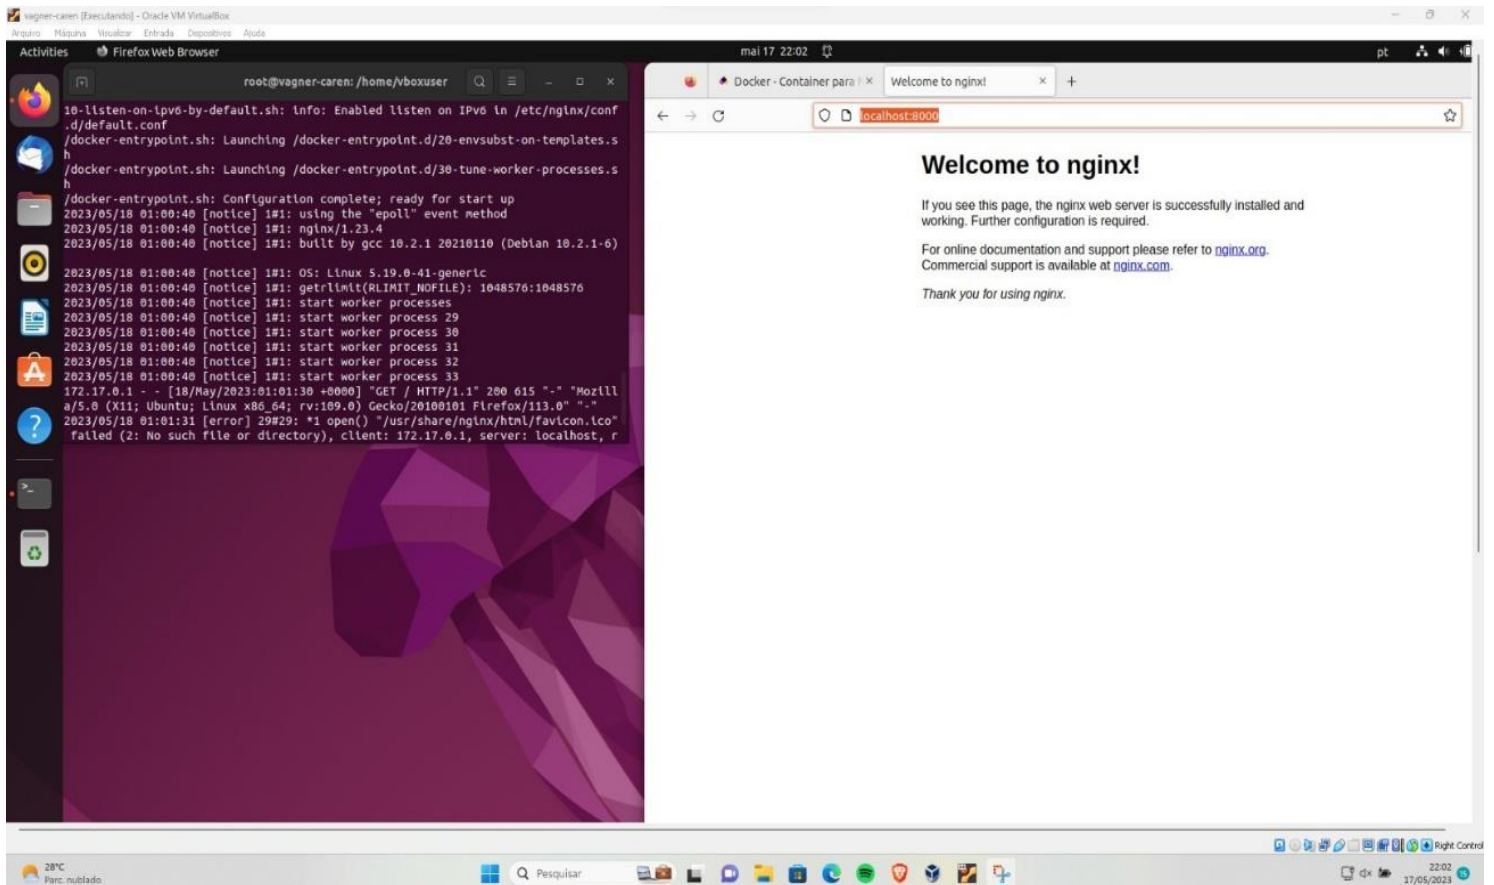 vagner-caren [Executando] - Oracle VM VirtualBox
Arquivo Máquina Visualizar Entrada Dispositivos Ajuda
Activities Firefox Web Browser mai 17 22:02 pt
root@vagner-caren: /home/vboxuser
10-listen-on-ipv6-by-default.sh: info: Enabled listen on IPv6 in /etc/nginx/conf
.d/default.conf
/docker-entrypoint.sh: Launching /docker-entrypoint.d/20-envsubst-on-templates.s
h
/docker-entrypoint.sh: Launching /docker-entrypoint.d/30-tune-worker-processes.s
h
/docker-entrypoint.sh: Configuration complete; ready for start up
2023/05/18 01:00:40 [notice] 1#1: using the "epoll" event method
2023/05/18 01:00:40 [notice] 1#1: nginx/1.23.4
2023/05/18 01:00:40 [notice] 1#1: built by gcc 10.2.1 20210110 (Debian 10.2.1-6)
2023/05/18 01:00:40 [notice] 1#1: OS: Linux 5.19.0-41-generic
2023/05/18 01:00:40 [notice] 1#1: getrlimit(RLIMIT_NOFILE): 1048576:1048576
2023/05/18 01:00:40 [notice] 1#1: start worker processes
2023/05/18 01:00:40 [notice] 1#1: start worker process 29
2023/05/18 01:00:40 [notice] 1#1: start worker process 30
2023/05/18 01:00:40 [notice] 1#1: start worker process 31
2023/05/18 01:00:40 [notice] 1#1: start worker process 32
2023/05/18 01:00:40 [notice] 1#1: start worker process 33
172.17.0.1 - - [18/May/2023:01:01:30 +0000] "GET / HTTP/1.1" 200 615 "-" "Mozill
a/5.0 (X11; Ubuntu; Linux x86_64; rv:109.0) Gecko/20100101 Firefox/113.0" "-"
2023/05/18 01:01:31 [error] 29#29: *1 open() "/usr/share/nginx/html/favicon.ico"
failed (2: No such file or directory), client: 172.17.0.1, server: localhost, r
Docker - Container para Welcome to nginx!
localhost:8000
Welcome to nginx!
If you see this page, the nginx web server is successfully installed and
working. Further configuration is required.
For online documentation and support please refer to nginx.org.
Commercial support is available at nginx.com.
Thank you for using nginx.
Right Control
28°C
Parc. nublado
Pesquisar
22:02
17/05/2023